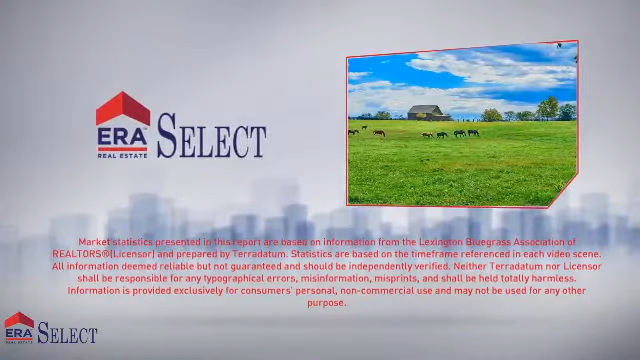 ERA
REAL ESTATE
SELECT
Market statistics presented in this report are based on information from the Lexington Bluegrass Association of
REALTORS®(Licensor) and prepared by Terradatum. Statistics are based on the timeframe referenced in each video scene.
All information deemed reliable but not guaranteed and should be independently verified. Neither Terradatum nor Licensor
shall be responsible for any typographical errors, misinformation, misprints, and shall be held totally harmless.
Information is provided exclusively for consumers' personal, non-commercial use and may not be used for any other
purpose.
ERA
REAL ESTATE
SELECT